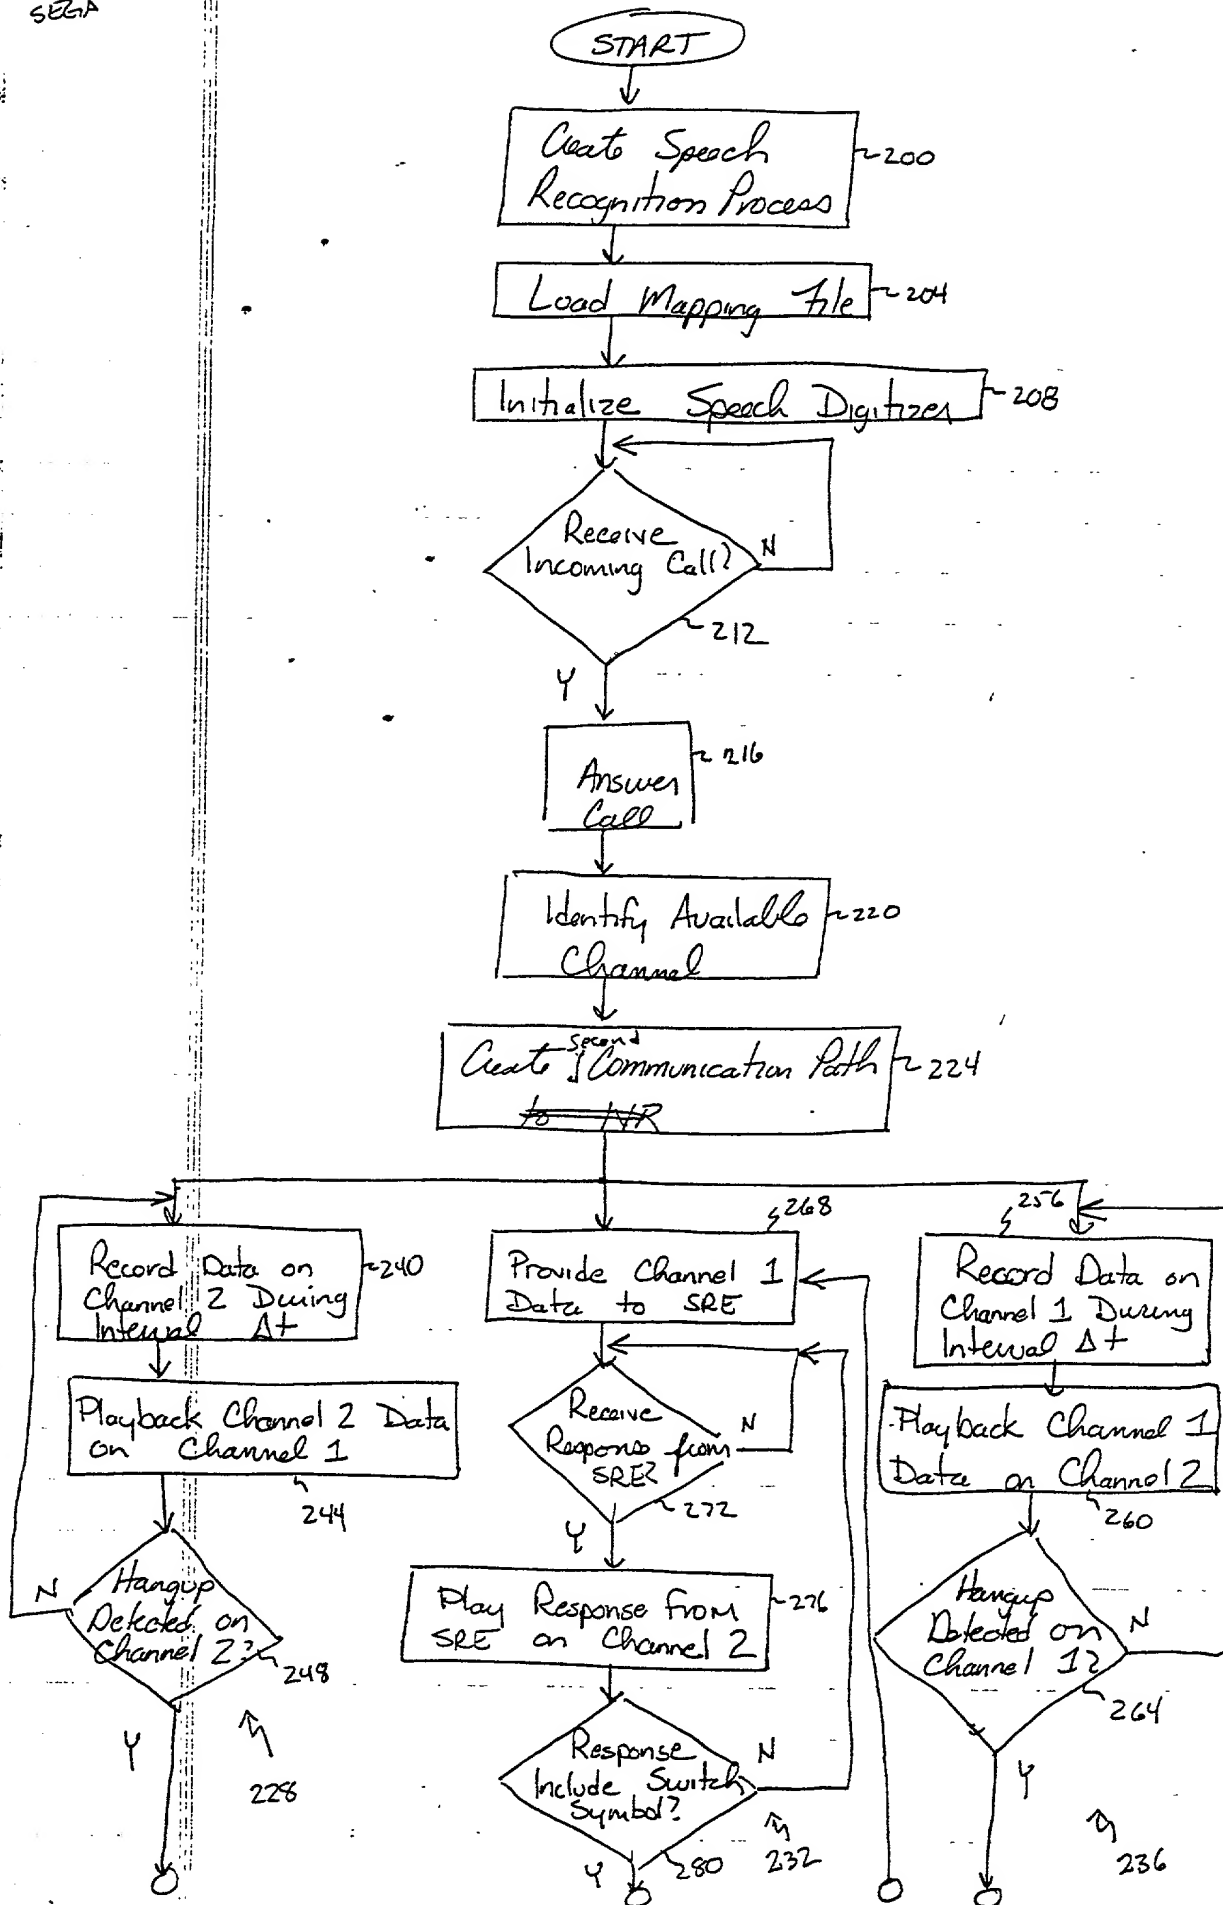 SEGA
START
Create Speech
Recognition Process
200
Load Mapping File
204
Initialize Speech Digitizer
208
Receive
Incoming Call?
N
212
Y
216
Answer
Call
Identify Available
Channel
220
second
Create Communication Path
224
to IVR
268
256
Record Data on
Channel 2 During
Interval Δt
240
Provide Channel 1
Data to SRE
Record Data on
Channel 1 During
Interval Δt
Playback Channel 2 Data
on Channel 1
244
Receive
Response from
SRE?
N
272
Y
Playback Channel 1
Data on Channel 2
260
Hangup
Detected on
Channel 2?
N
248
Y
228
Play Response From
SRE on Channel 2
276
Hangup
Detected on
Channel 1?
N
264
Y
236
Response
Include Switch
Symbol?
N
280
232
Y